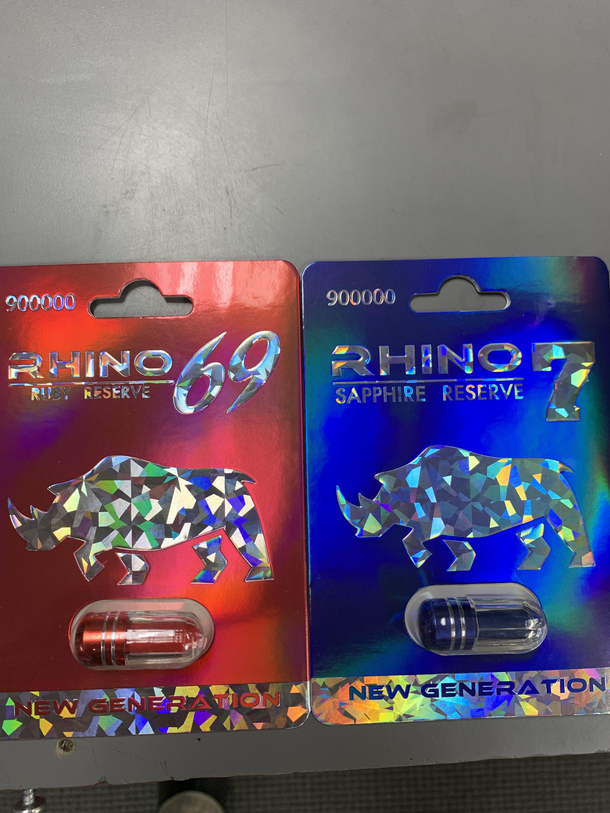 900000
RHINO 69
RUBY RESERVE
NEW GENERATION
900000
RHINO 7
SAPPHIRE RESERVE
NEW GENERATION